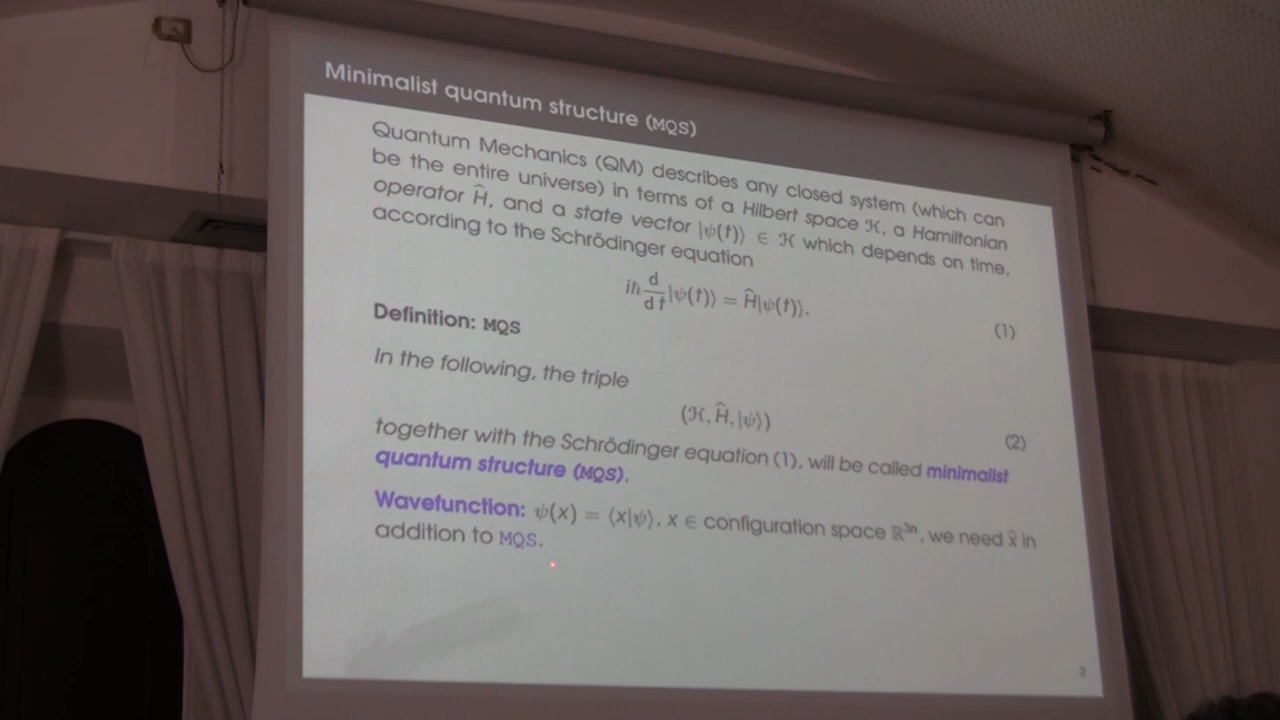 Minimalist quantum structure (MQS)
Quantum Mechanics (QM) describes any closed system (which can
be the entire universe) in terms of a Hilbert space ℋ, a Hamiltonian
operator Ĥ, and a state vector |ψ(t)⟩ ∈ ℋ which depends on time,
according to the Schrödinger equation
iℏ d/dt |ψ(t)⟩ = Ĥ|ψ(t)⟩.
(1)
Definition: MQS
In the following, the triple
(ℋ, Ĥ, |ψ⟩)
(2)
together with the Schrödinger equation (1), will be called minimalist
quantum structure (MQS).
Wavefunction: ψ(x) = ⟨x|ψ⟩, x ∈ configuration space ℝ³ⁿ, we need x̂ in
addition to MQS.